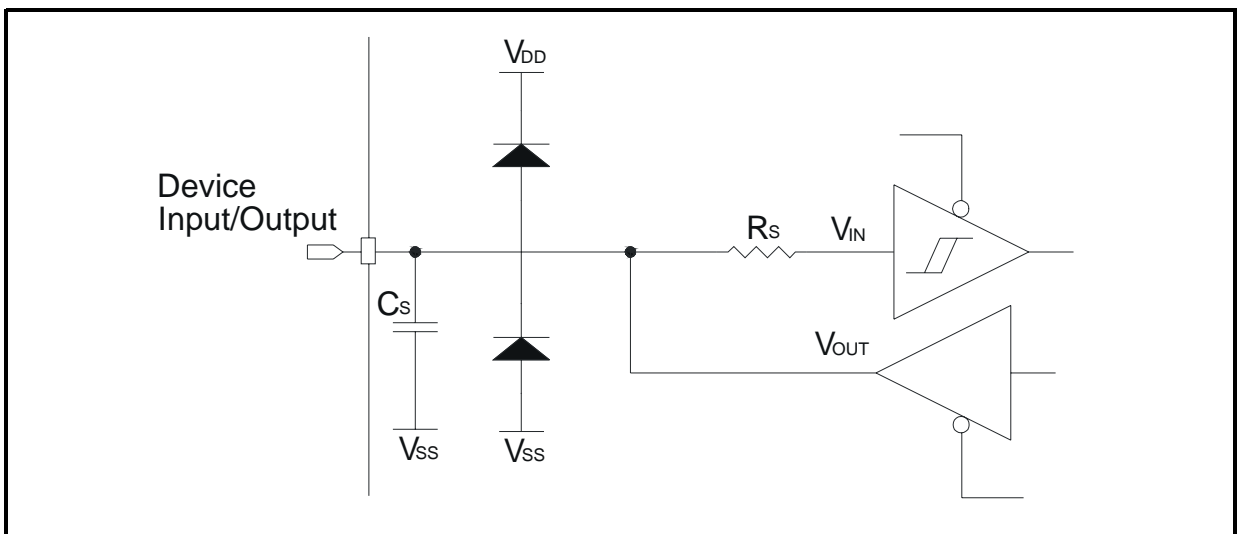 VDD
Device
Input/Output
RS
VIN
CS
VOUT
VSS
VSS